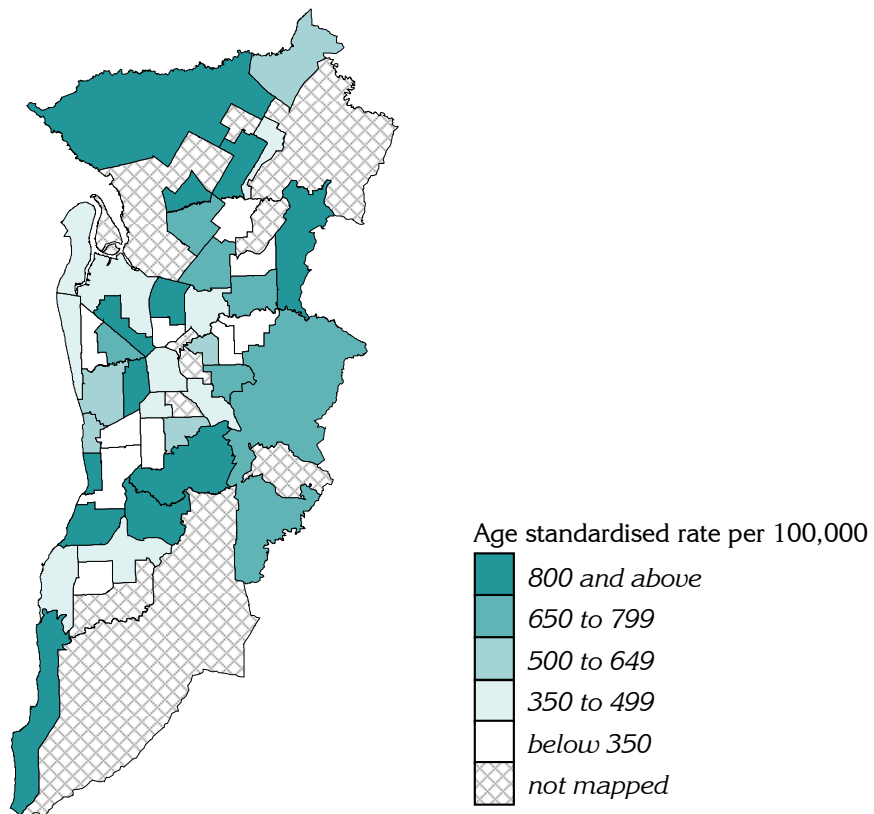 Age standardised rate per 100,000
800 and above
650 to 799
500 to 649
350 to 499
below 350
not mapped